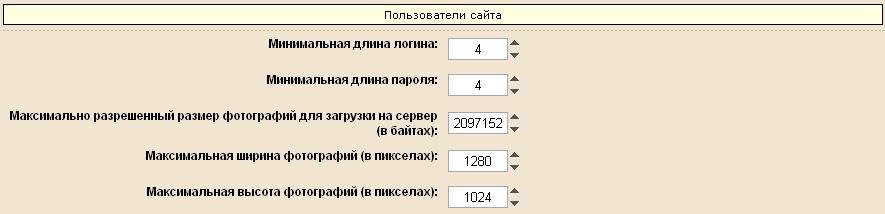 Пользователи сайта
Минимальная длина логина: 4
Минимальная длина пароля: 4
Максимально разрешенный размер фотографий для загрузки на сервер
(в байтах): 2097152
Максимальная ширина фотографий (в пикселах): 1280
Максимальная высота фотографий (в пикселах): 1024